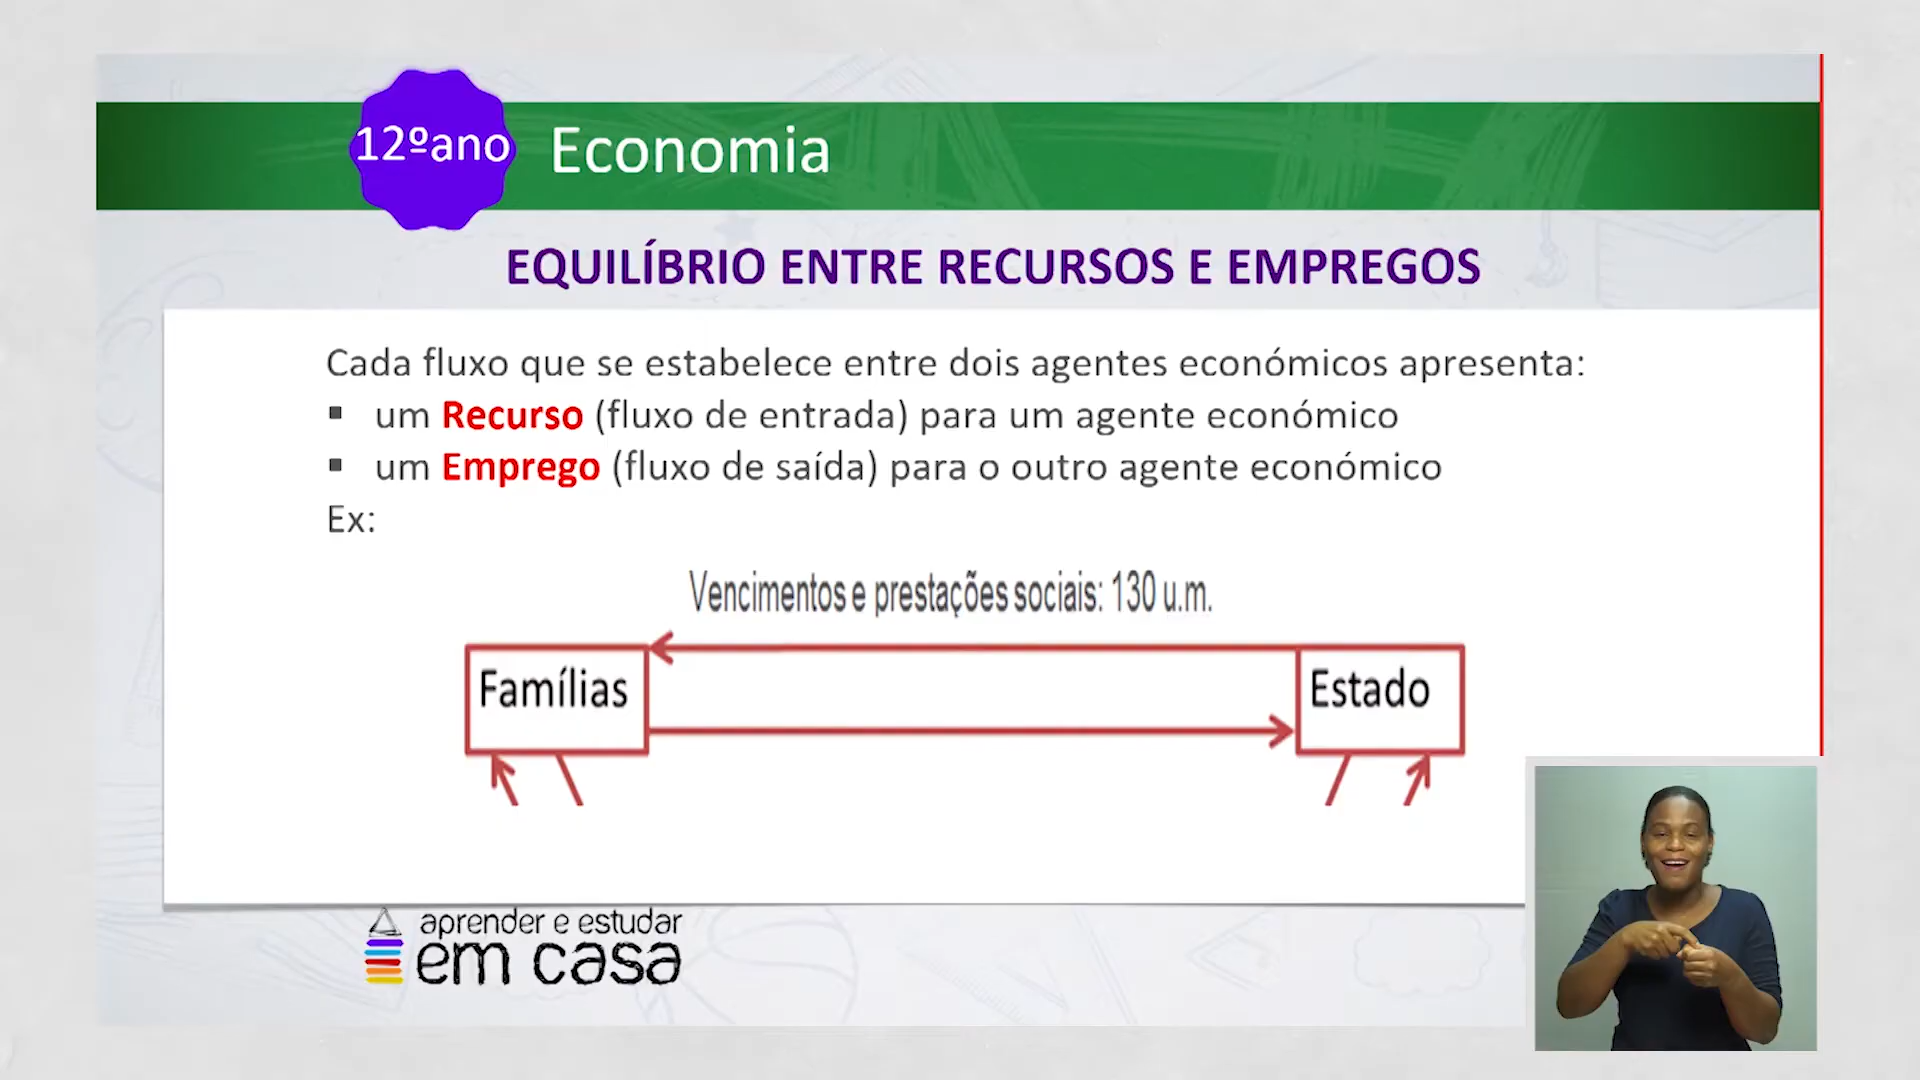 12ºano
Economia
EQUILÍBRIO ENTRE RECURSOS E EMPREGOS
Cada fluxo que se estabelece entre dois agentes económicos apresenta:
▪ um Recurso (fluxo de entrada) para um agente económico
▪ um Emprego (fluxo de saída) para o outro agente económico
Ex:
Vencimentos e prestações sociais: 130 u.m.
Famílias
Estado
aprender e estudar
em casa